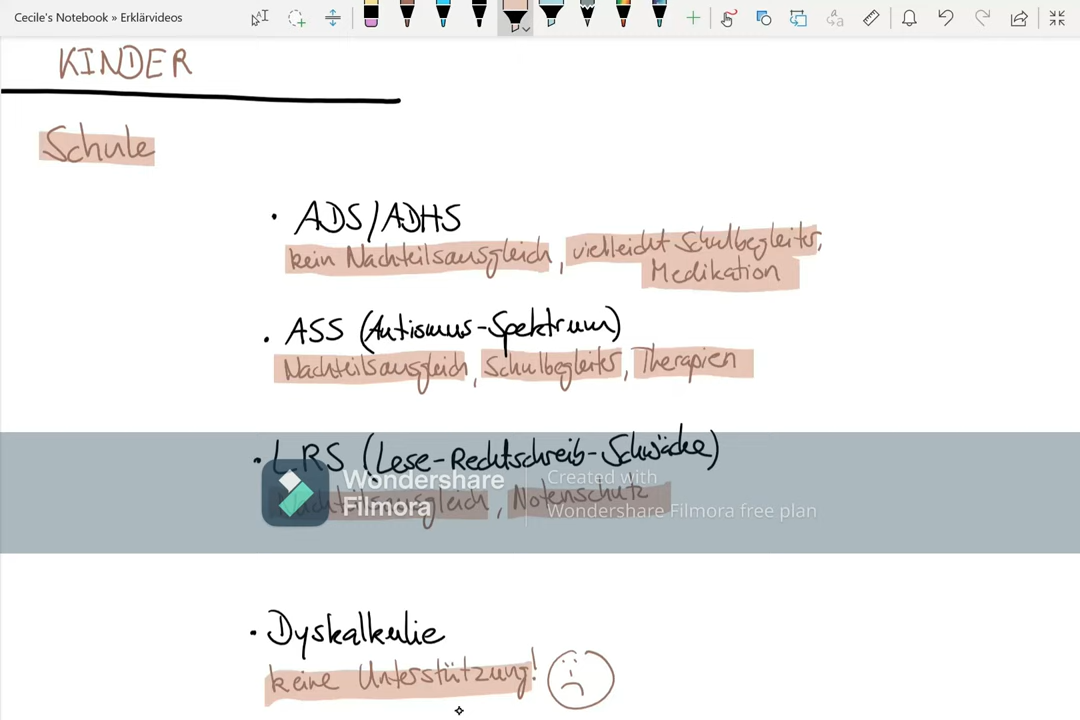 Cecile's Notebook » Erklärvideos
KINDER
Schule
• ADS/ADHS
kein Nachteilsausgleich, vielleicht Schulbegleiter,
Medikation
• ASS (Autismus-Spektrum)
Nachteilsausgleich, Schulbegleiter, Therapien
• LRS (Lese-Rechtschreib-Schwäche)
Nachteilsausgleich, Notenschutz
Wondershare
Filmora
Created with
Wondershare Filmora free plan
• Dyskalkulie
keine Unterstützung!